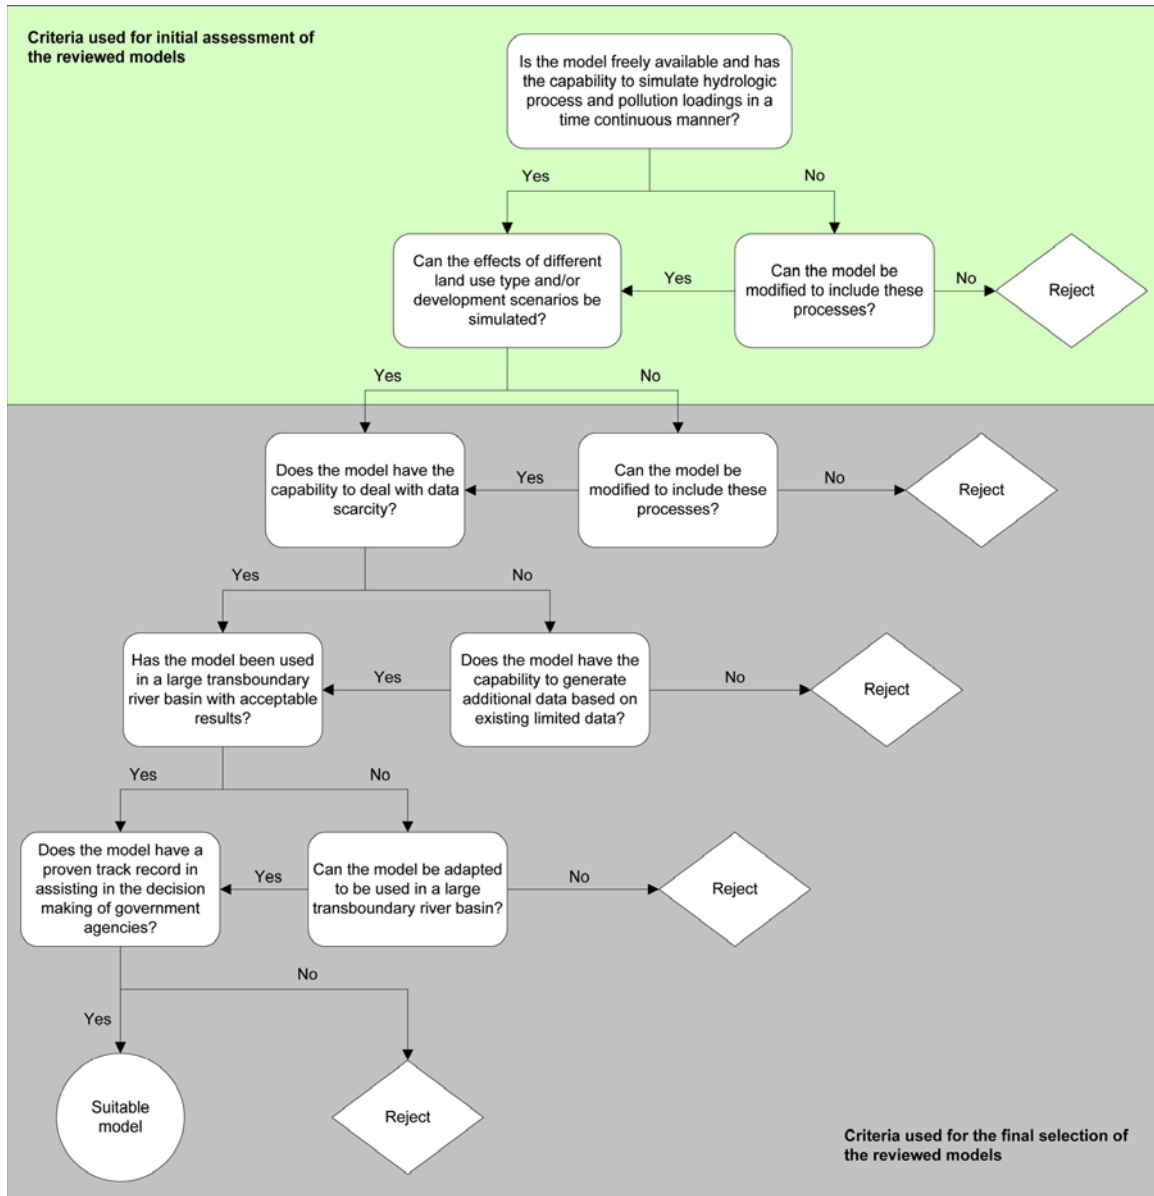 Criteria used for initial assessment of
the reviewed models
Is the model freely available and has
the capability to simulate hydrologic
process and pollution loadings in a
time continuous manner?
Yes
No
Can the effects of different
land use type and/or
development scenarios be
simulated?
Yes
Can the model be
modified to include these
processes?
No
Reject
Yes
No
Does the model have the
capability to deal with data
scarcity?
Yes
Can the model be
modified to include these
processes?
No
Reject
Yes
No
Has the model been used
in a large transboundary
river basin with acceptable
results?
Yes
Does the model have the
capability to generate
additional data based on
existing limited data?
No
Reject
Yes
No
Does the model have a
proven track record in
assisting in the decision
making of government
agencies?
Yes
Can the model be adapted
to be used in a large
transboundary river basin?
No
Reject
No
Yes
Suitable
model
Reject
Criteria used for the final selection of
the reviewed models